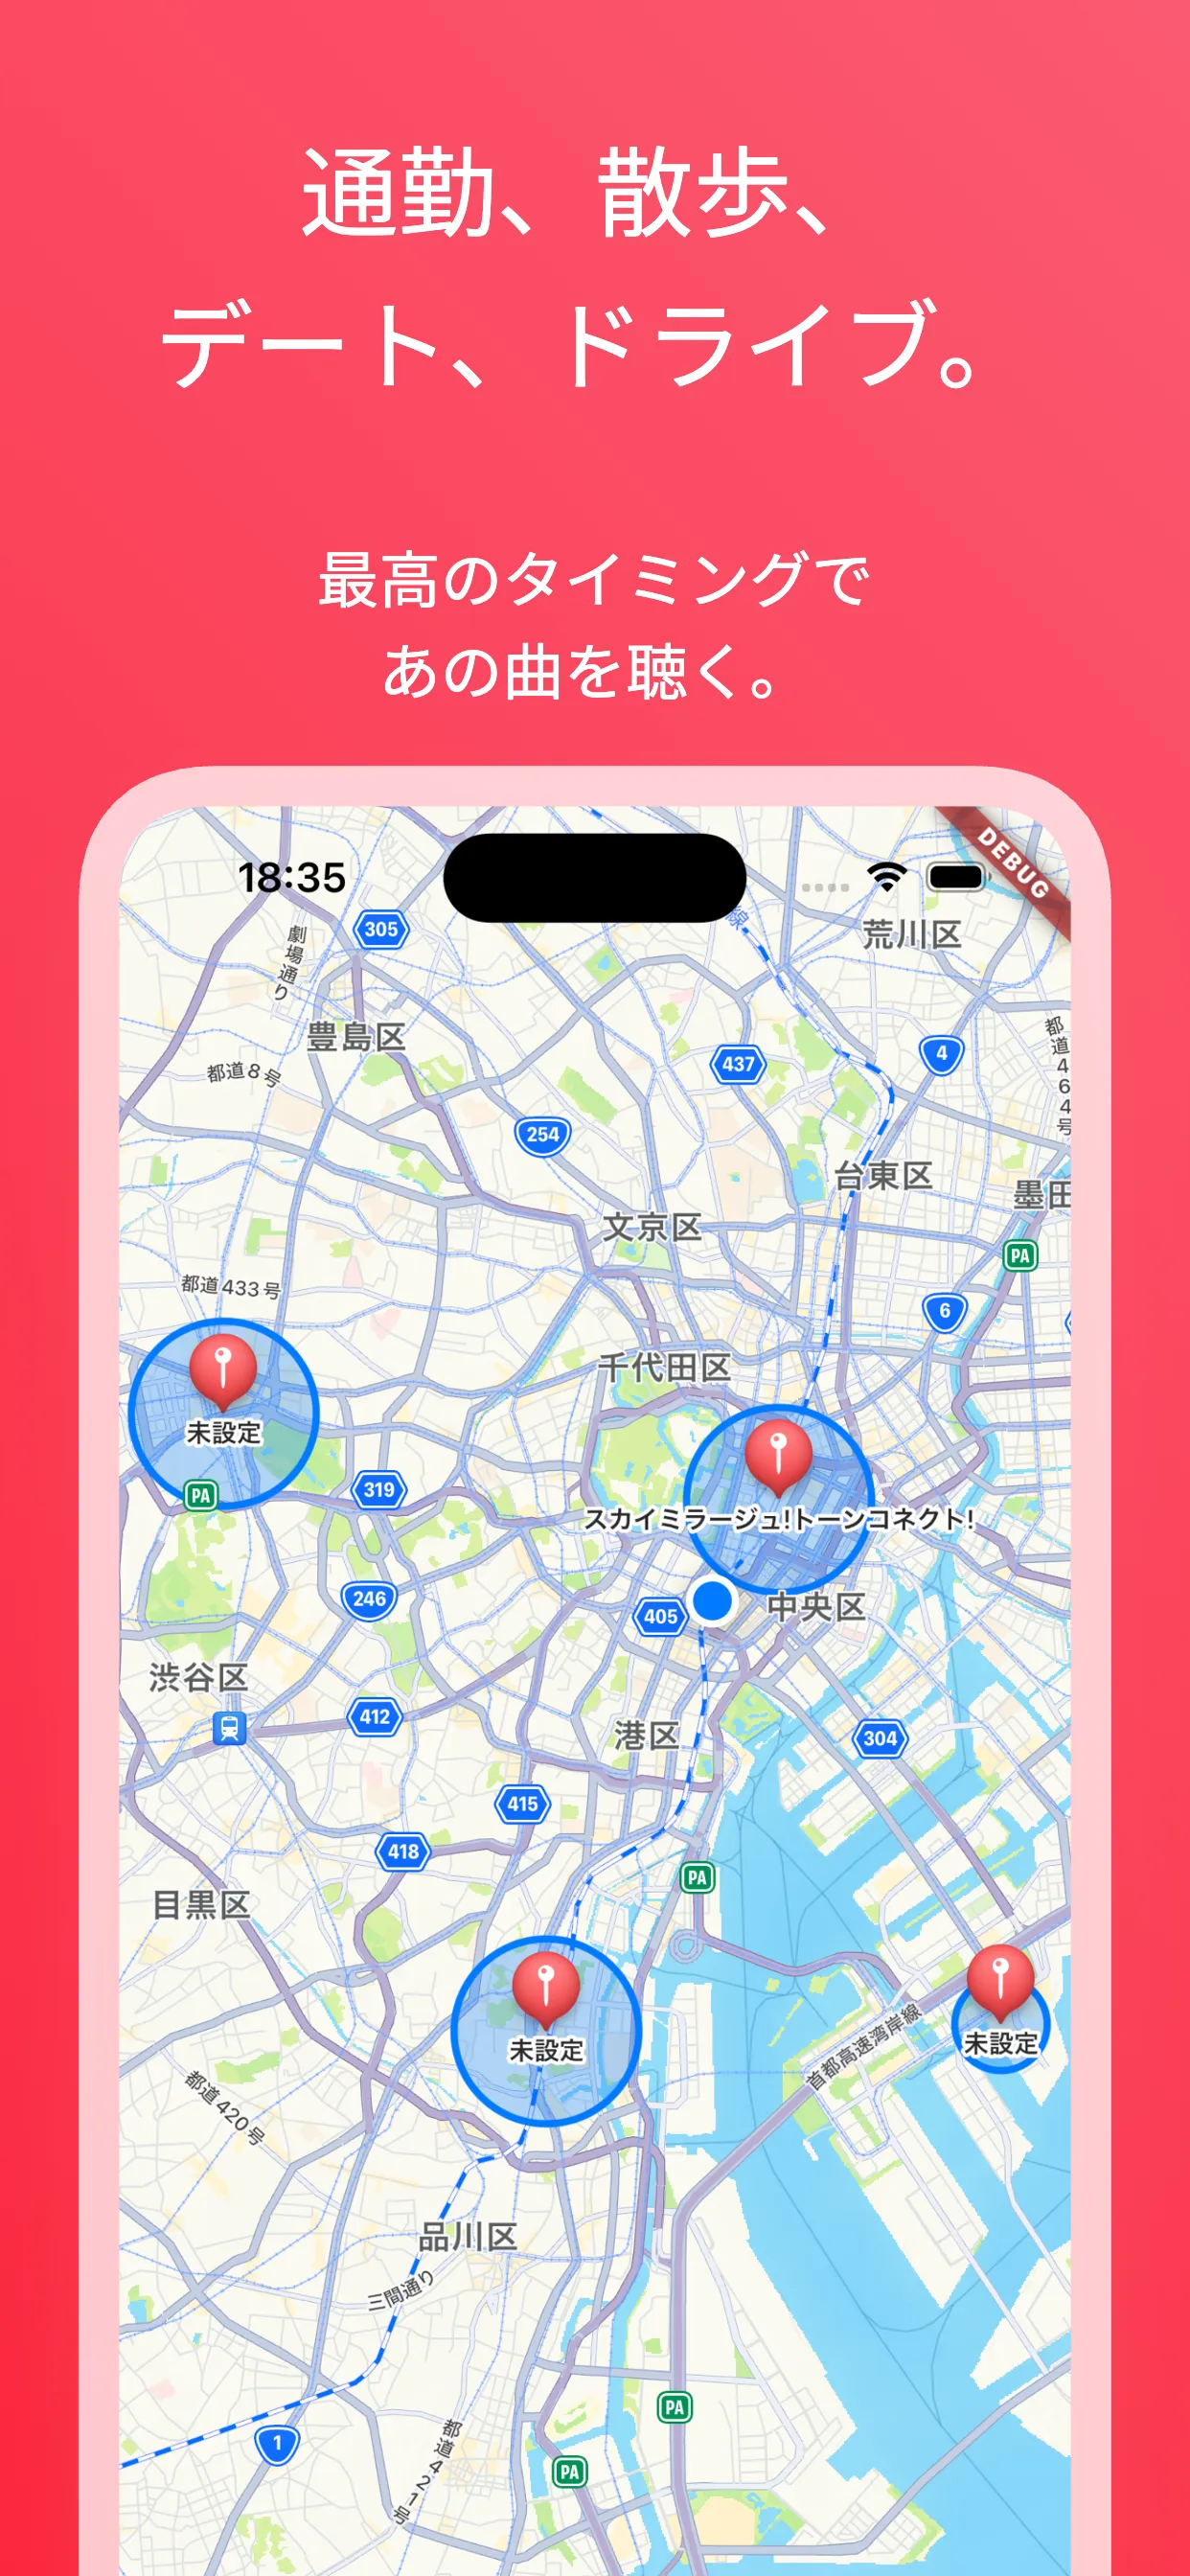 通勤、散歩、
デート、ドライブ。
最高のタイミングで
あの曲を聴く。
18:35
DEBUG
線
荒川区
305
劇場通り
豊島区
都道8号
437
4
都道464号
254
台東区
墨田
文京区
PA
都道433号
6
千代田区
未設定
PA
319
スカイミラージュ!トーンコネクト!
246
405
中央区
渋谷区
412
港区
304
415
418
PA
目黒区
未設定
未設定
首都高速湾岸線
都道420号
品川区
三間通り
PA
1
都道421号
PA